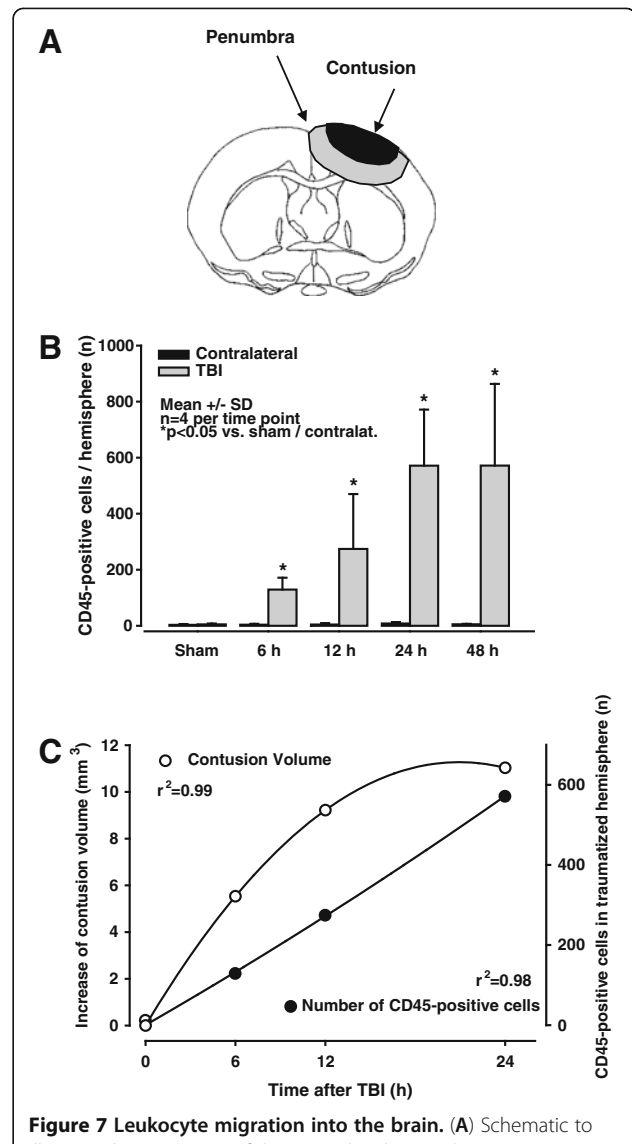 A
Penumbra
Contusion
B
CD45-positive cells / hemisphere (n)
1000
800
600
400
200
0
Contralateral
TBI
Mean +/- SD
n=4 per time point
*p<0.05 vs. sham / contralat.
* * * *
Sham 6 h 12 h 24 h 48 h
C
Increase of contusion volume (mm 3)
12
10
8
6
4
2
0
Contusion Volume
r2=0.99
r2=0.98
Number of CD45-positive cells
600
400
200
0
CD45-positive cells in traumatized hemisphere (n)
0 6 12 24
Time after TBI (h)
Figure 7 Leukocyte migration into the brain. (A) Schematic to